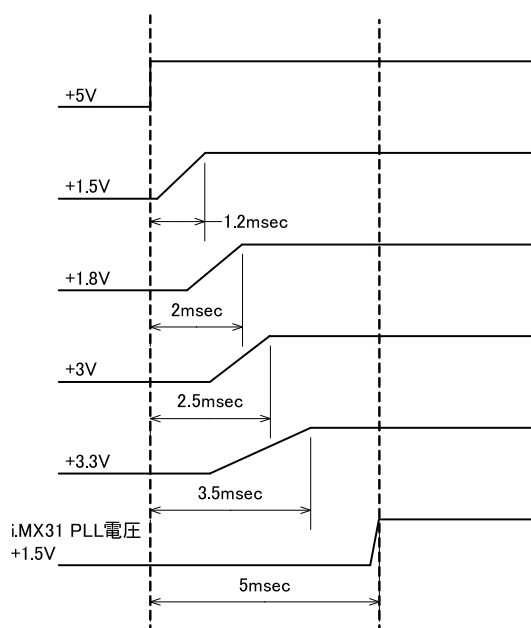 +5V
+1.5V
1.2msec
+1.8V
2msec
+3V
2.5msec
+3.3V
3.5msec
i.MX31 PLL電圧
+1.5V
5msec